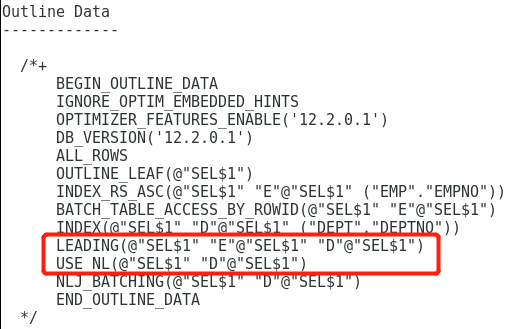 Outline Data
-------------
/*+
BEGIN_OUTLINE_DATA
IGNORE_OPTIM_EMBEDDED_HINTS
OPTIMIZER_FEATURES_ENABLE('12.2.0.1')
DB_VERSION('12.2.0.1')
ALL_ROWS
OUTLINE_LEAF(@"SEL$1")
INDEX_RS_ASC(@"SEL$1" "E"@"SEL$1" ("EMP"."EMPNO"))
BATCH_TABLE_ACCESS_BY_ROWID(@"SEL$1" "E"@"SEL$1")
INDEX(@"SEL$1" "D"@"SEL$1" ("DEPT"."DEPTNO"))
LEADING(@"SEL$1" "E"@"SEL$1" "D"@"SEL$1")
USE_NL(@"SEL$1" "D"@"SEL$1")
NLJ_BATCHING(@"SEL$1" "D"@"SEL$1")
END_OUTLINE_DATA
*/